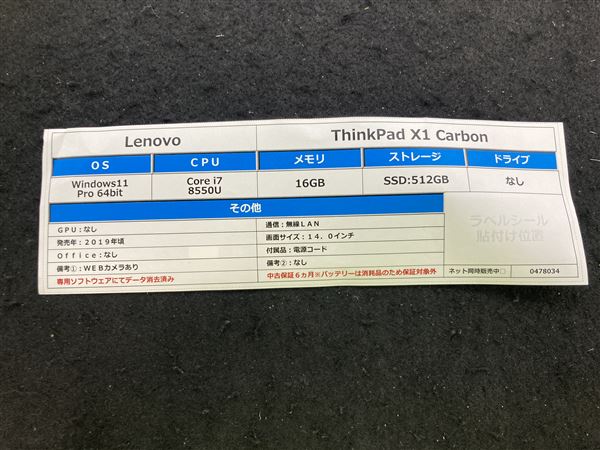 Lenovo
ThinkPad X1 Carbon
OS
CPU
メモリ
ストレージ
ドライブ
Windows11
Pro 64bit
Core i7
8550U
16GB
SSD:512GB
なし
その他
GPU:なし
通信:無線LAN
発売年:2019年頃
画面サイズ:14.0インチ
Office:なし
付属品:電源コード
備考①:WEBカメラあり
備考②:なし
専用ソフトウェアにてデータ消去済み
中古保証6ヵ月※バッテリーは消耗品のため保証対象外
ラベルシール
貼付け位置
ネット同時販売中□
0478034